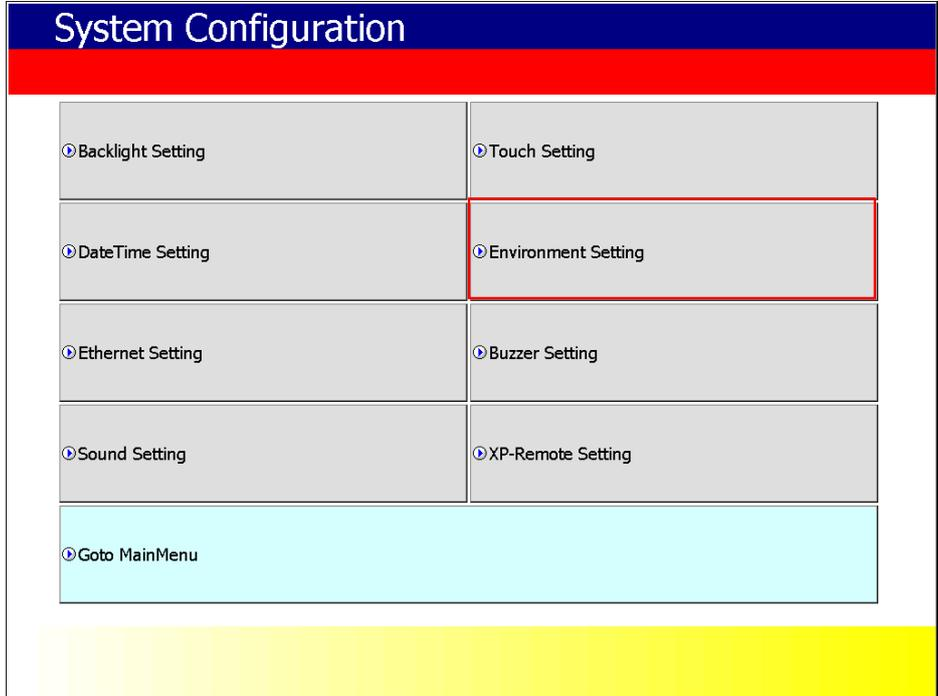 System Configuration
Backlight Setting
Touch Setting
DateTime Setting
Environment Setting
Ethernet Setting
Buzzer Setting
Sound Setting
XP-Remote Setting
Goto MainMenu